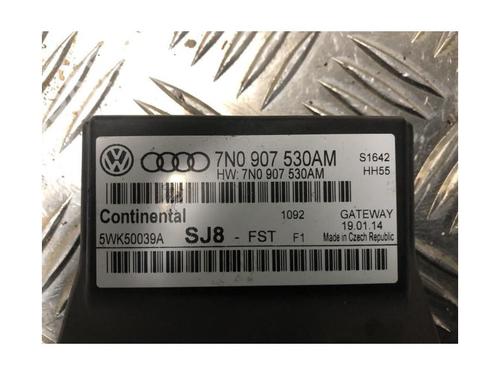 7N0 907 530AM S1642
HW: 7N0 907 530AM HH55
Continental 1092 GATEWAY
19.01.14
5WK50039A SJ8 - FST F1 Made in Czech Republic